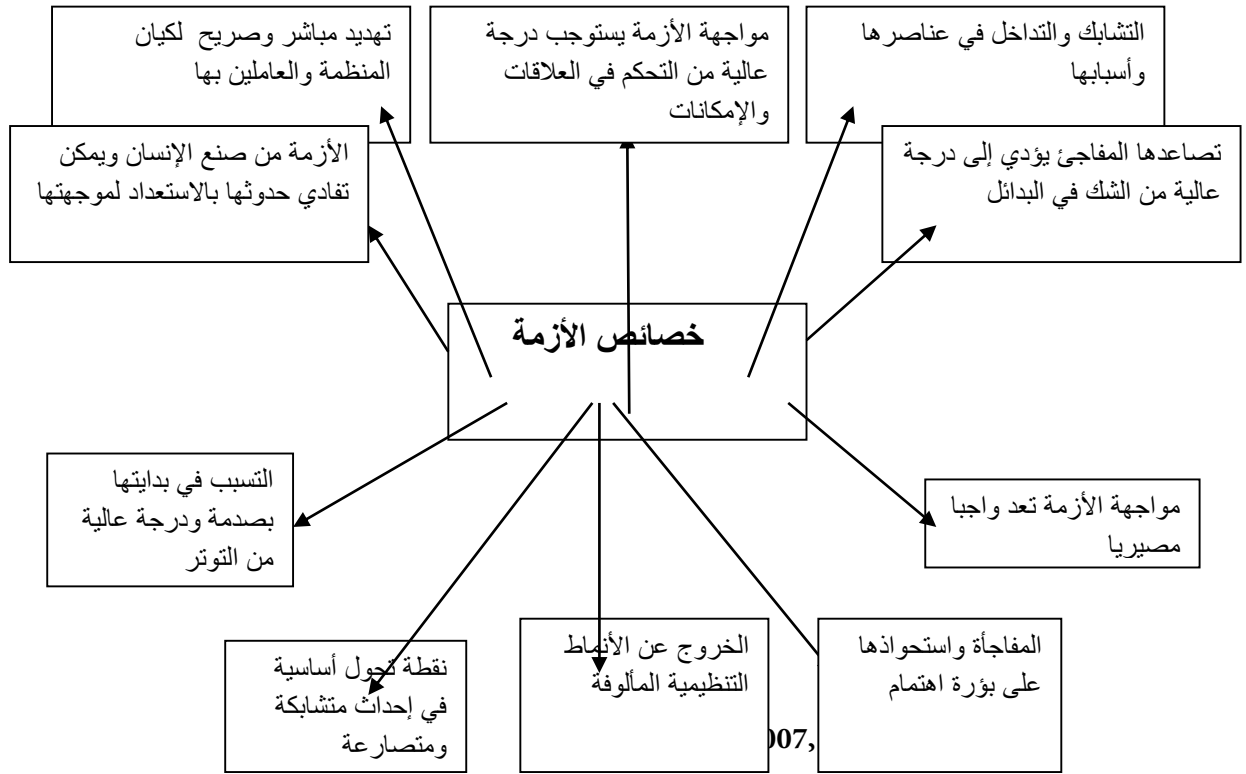 التشابك والتداخل في عناصرها
وأسبابها
مواجهة الأزمة يستوجب درجة
عالية من التحكم في العلاقات
والإمكانات
تهديد مباشر وصريح لكيان
المنظمة والعاملين بها
تصاعدها المفاجئ يؤدي إلى درجة
عالية من الشك في البدائل
الأزمة من صنع الإنسان ويمكن
تفادي حدوثها بالاستعداد لموجهتها
خصائص الأزمة
مواجهة الأزمة تعد واجبا
مصيريا
التسبب في بدايتها
بصدمة ودرجة عالية
من التوتر
المفاجأة واستحواذها
على بؤرة اهتمام
الخروج عن الأنماط
التنظيمية المألوفة
نقطة تحول أساسية
في إحداث متشابكة
ومتصارعة
007,